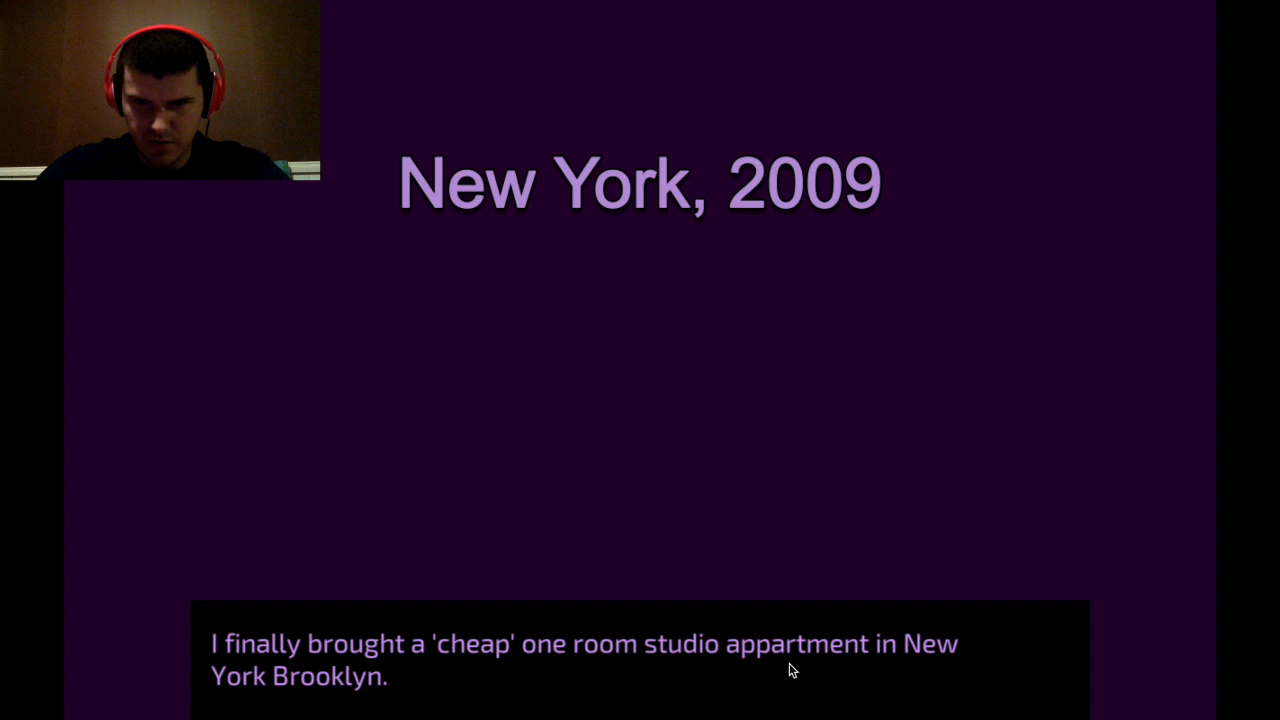 New York, 2009
I finally brought a 'cheap' one room studio appartment in New
York Brooklyn.